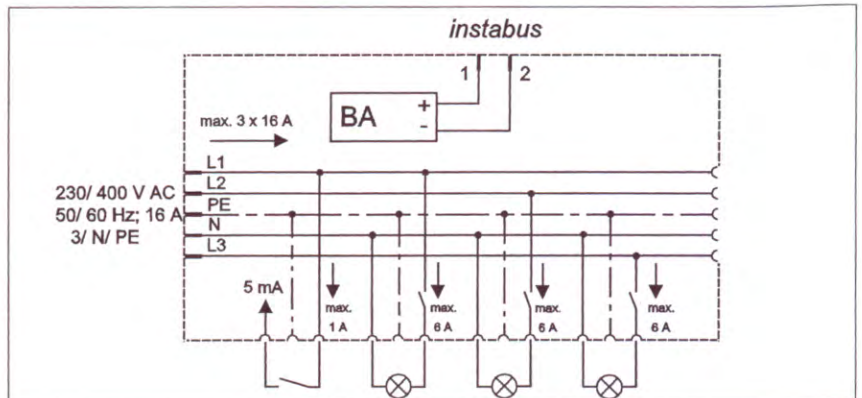 instabus
1 2
BA + -
max. 3 x 16 A
L1
L2
230/ 400 V AC
PE
50/ 60 Hz; 16 A
N
3/ N/ PE
L3
5 mA
max. max. max. max.
1 A 6 A 6 A 6 A